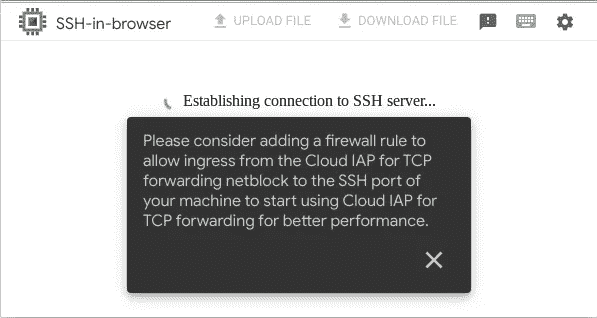 SSH-in-browser
UPLOAD FILE
DOWNLOAD FILE
Establishing connection to SSH server...
Please consider adding a firewall rule to
allow ingress from the Cloud IAP for TCP
forwarding netblock to the SSH port of
your machine to start using Cloud IAP for
TCP forwarding for better performance.